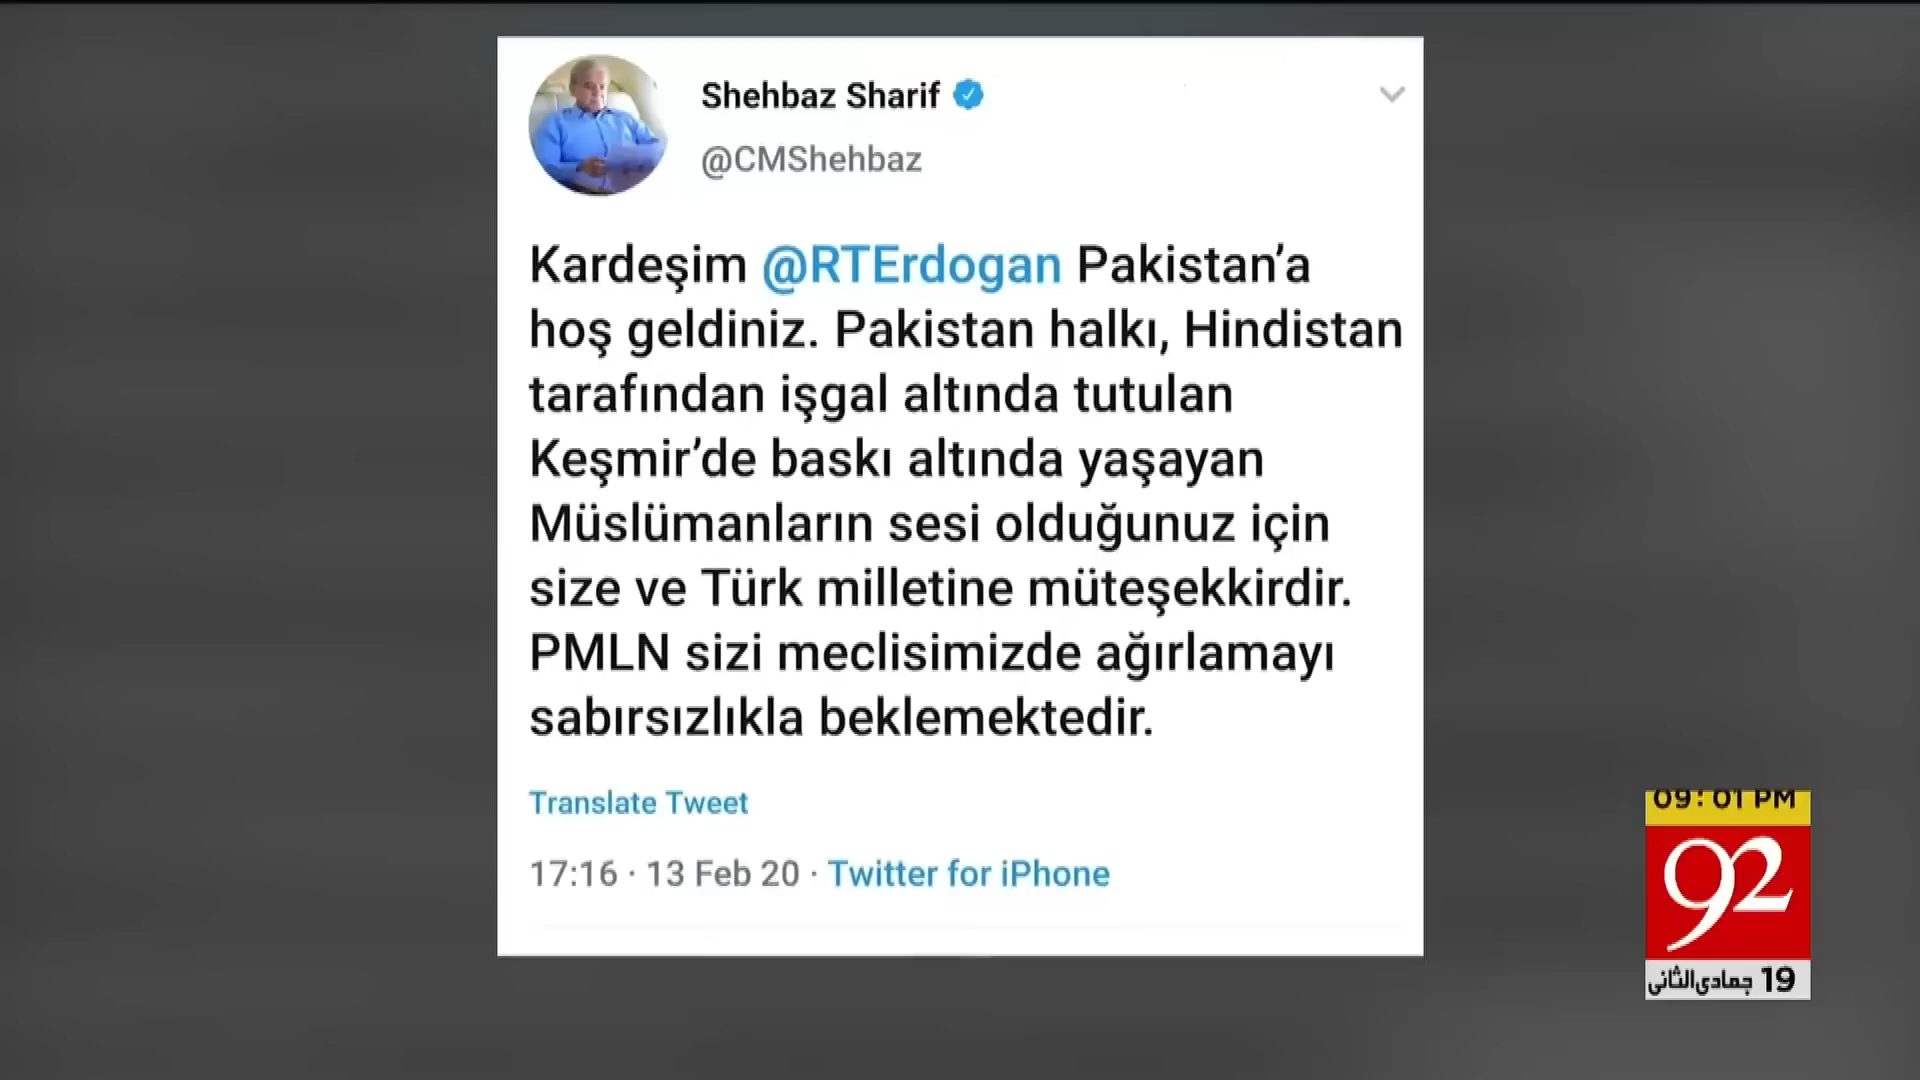 Shehbaz Sharif
@CMShehbaz
Kardeşim @RTErdogan Pakistan’a
hoş geldiniz. Pakistan halkı, Hindistan
tarafından işgal altında tutulan
Keşmir’de baskı altında yaşayan
Müslümanların sesi olduğunuz için
size ve Türk milletine müteşekkirdir.
PMLN sizi meclisimizde ağırlamayı
sabırsızlıkla beklemektedir.
Translate Tweet
17:16 · 13 Feb 20 · Twitter for iPhone
09:01 PM
92
19 جمادی الثانی